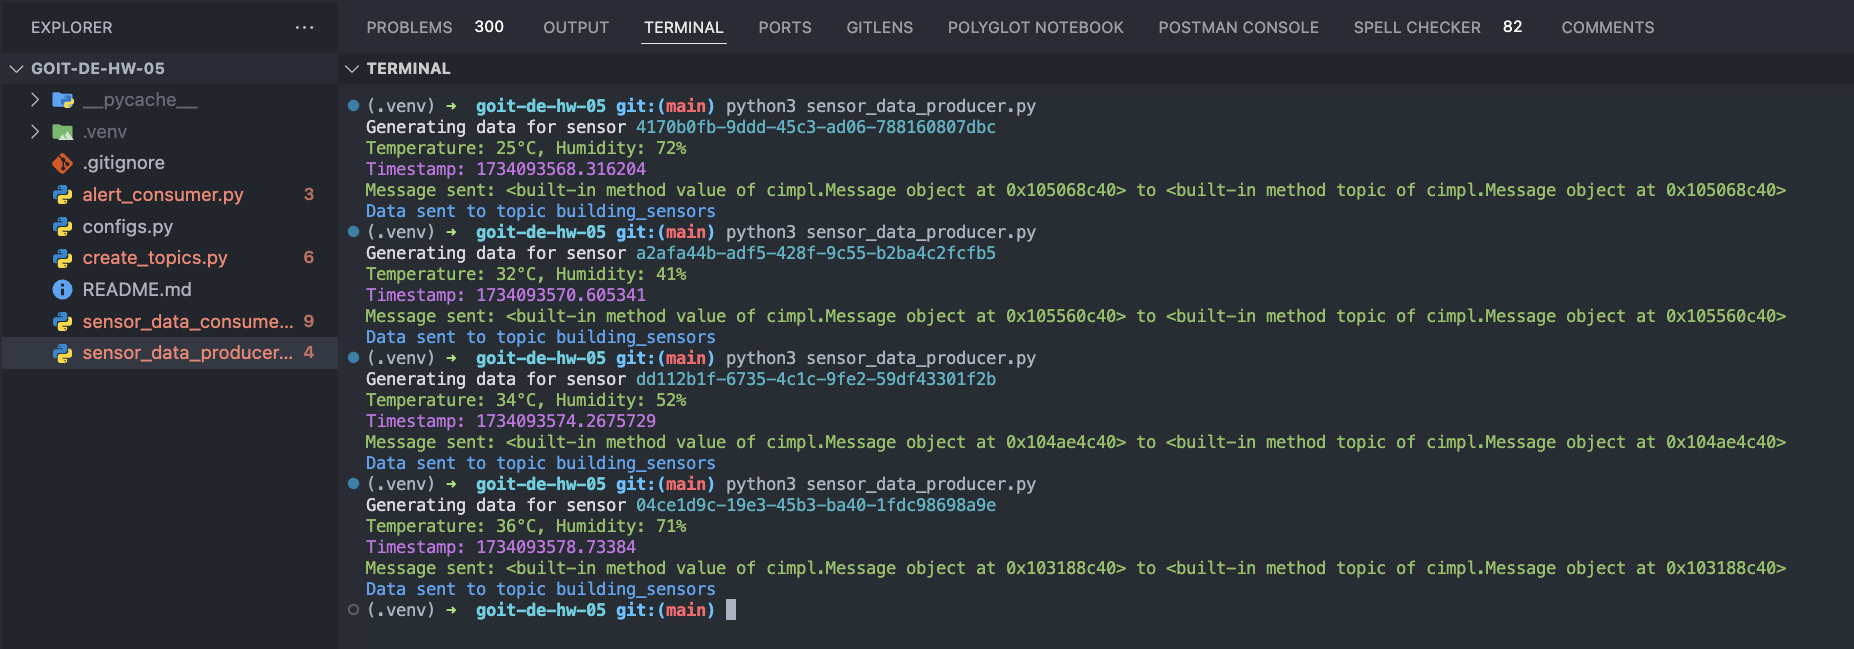 EXPLORER ···
GOIT-DE-HW-05
__pycache__
.venv
.gitignore
alert_consumer.py 3
configs.py
create_topics.py 6
README.md
sensor_data_consume... 9
sensor_data_producer... 4
PROBLEMS 300 OUTPUT TERMINAL PORTS GITLENS POLYGLOT NOTEBOOK POSTMAN CONSOLE SPELL CHECKER 82 COMMENTS
TERMINAL
(.venv) → goit-de-hw-05 git:(main) python3 sensor_data_producer.py
Generating data for sensor 4170b0fb-9ddd-45c3-ad06-788160807dbc
Temperature: 25°C, Humidity: 72%
Timestamp: 1734093568.316204
Message sent: <built-in method value of cimpl.Message object at 0x105068c40> to <built-in method topic of cimpl.Message object at 0x105068c40>
Data sent to topic building_sensors
(.venv) → goit-de-hw-05 git:(main) python3 sensor_data_producer.py
Generating data for sensor a2afa44b-adf5-428f-9c55-b2ba4c2fcfb5
Temperature: 32°C, Humidity: 41%
Timestamp: 1734093570.605341
Message sent: <built-in method value of cimpl.Message object at 0x105560c40> to <built-in method topic of cimpl.Message object at 0x105560c40>
Data sent to topic building_sensors
(.venv) → goit-de-hw-05 git:(main) python3 sensor_data_producer.py
Generating data for sensor dd112b1f-6735-4c1c-9fe2-59df43301f2b
Temperature: 34°C, Humidity: 52%
Timestamp: 1734093574.2675729
Message sent: <built-in method value of cimpl.Message object at 0x104ae4c40> to <built-in method topic of cimpl.Message object at 0x104ae4c40>
Data sent to topic building_sensors
(.venv) → goit-de-hw-05 git:(main) python3 sensor_data_producer.py
Generating data for sensor 04ce1d9c-19e3-45b3-ba40-1fdc98698a9e
Temperature: 36°C, Humidity: 71%
Timestamp: 1734093578.73384
Message sent: <built-in method value of cimpl.Message object at 0x103188c40> to <built-in method topic of cimpl.Message object at 0x103188c40>
Data sent to topic building_sensors
(.venv) → goit-de-hw-05 git:(main)